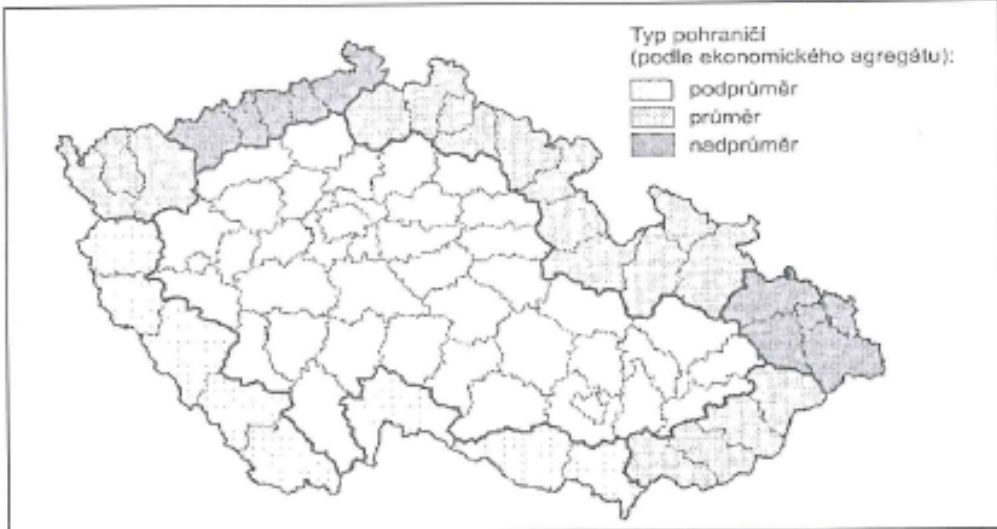 Typ pohraničí
(podle ekonomického agregátu):
podprůměr
průměr
nadprůměr